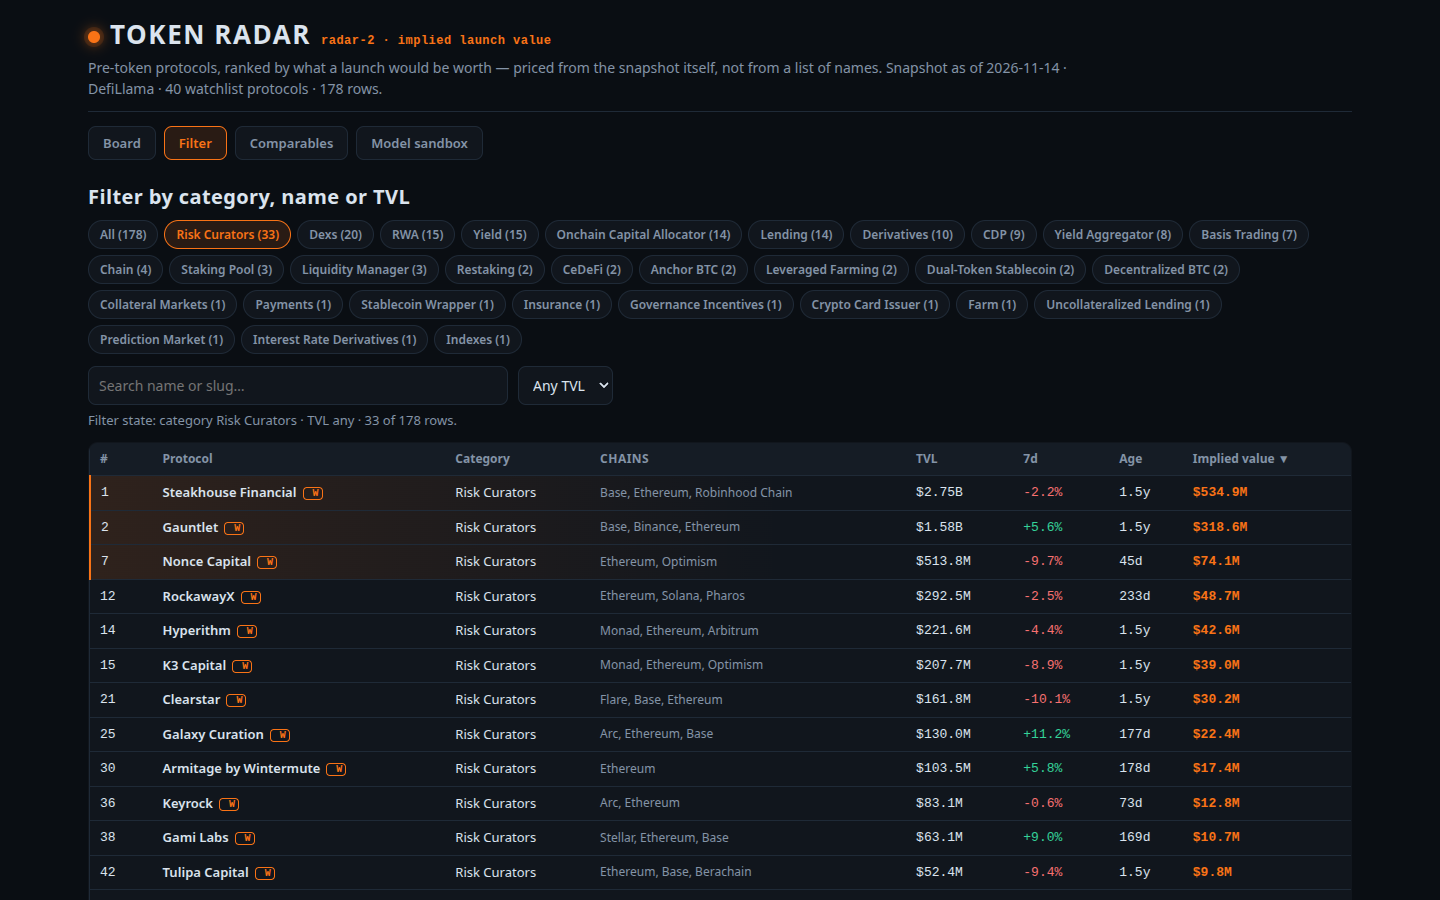 TOKEN RADAR radar-2 · implied launch value
Pre-token protocols, ranked by what a launch would be worth — priced from the snapshot itself, not from a list of names. Snapshot as of 2026-11-14 ·
DefiLlama · 40 watchlist protocols · 178 rows.
Board Filter Comparables Model sandbox
Filter by category, name or TVL
All (178) Risk Curators (33) Dexs (20) RWA (15) Yield (15) Onchain Capital Allocator (14) Lending (14) Derivatives (10) CDP (9) Yield Aggregator (8) Basis Trading (7)
Chain (4) Staking Pool (3) Liquidity Manager (3) Restaking (2) CeDeFi (2) Anchor BTC (2) Leveraged Farming (2) Dual-Token Stablecoin (2) Decentralized BTC (2)
Collateral Markets (1) Payments (1) Stablecoin Wrapper (1) Insurance (1) Governance Incentives (1) Crypto Card Issuer (1) Farm (1) Uncollateralized Lending (1)
Prediction Market (1) Interest Rate Derivatives (1) Indexes (1)
Search name or slug... Any TVL
Filter state: category Risk Curators · TVL any · 33 of 178 rows.
# Protocol Category CHAINS TVL 7d Age Implied value ▼
1 Steakhouse Financial W Risk Curators Base, Ethereum, Robinhood Chain $2.75B -2.2% 1.5y $534.9M
2 Gauntlet W Risk Curators Base, Binance, Ethereum $1.58B +5.6% 1.5y $318.6M
7 Nonce Capital W Risk Curators Ethereum, Optimism $513.8M -9.7% 45d $74.1M
12 RockawayX W Risk Curators Ethereum, Solana, Pharos $292.5M -2.5% 233d $48.7M
14 Hyperithm W Risk Curators Monad, Ethereum, Arbitrum $221.6M -4.4% 1.5y $42.6M
15 K3 Capital W Risk Curators Monad, Ethereum, Optimism $207.7M -8.9% 1.5y $39.0M
21 Clearstar W Risk Curators Flare, Base, Ethereum $161.8M -10.1% 1.5y $30.2M
25 Galaxy Curation W Risk Curators Arc, Ethereum, Base $130.0M +11.2% 177d $22.4M
30 Armitage by Wintermute W Risk Curators Ethereum $103.5M +5.8% 178d $17.4M
36 Keyrock W Risk Curators Arc, Ethereum $83.1M -0.6% 73d $12.8M
38 Gami Labs W Risk Curators Stellar, Ethereum, Base $63.1M +9.0% 169d $10.7M
42 Tulipa Capital W Risk Curators Ethereum, Base, Berachain $52.4M -9.4% 1.5y $9.8M